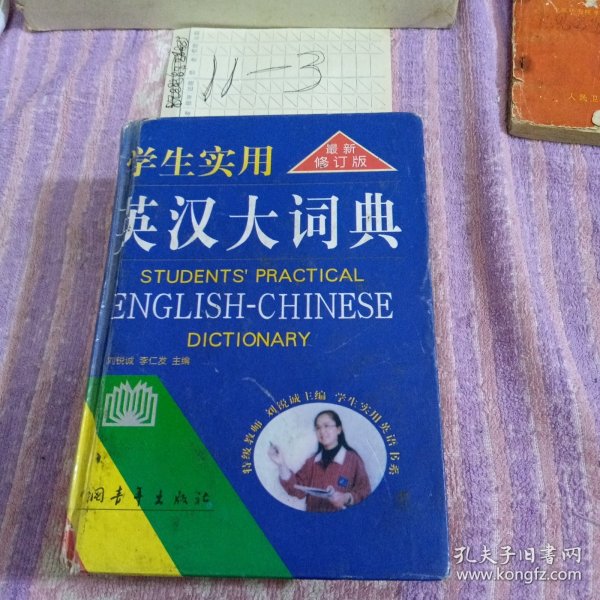 11-3
学生实用
最新
修订版
英汉大词典
STUDENTS' PRACTICAL
ENGLISH-CHINESE
DICTIONARY
刘锐诚 李仁发 主编
特级教师 刘锐诚主编 学生实用英语书系
中国青年出版社
人民卫
孔夫子旧书网
www.kongfz.com